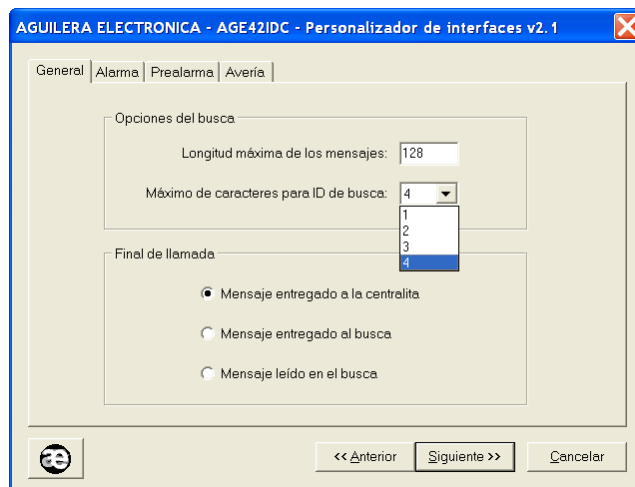 AGUILERA ELECTRONICA - AGE42IDC - Personalizador de interfaces v2.1
General Alarma Prealarma Avería
Opciones del busca
Longitud máxima de los mensajes: 128
Máximo de caracteres para ID de busca: 4
1
2
3
4
Final de llamada
Mensaje entregado a la centralita
Mensaje entregado al busca
Mensaje leído en el busca
æ
<< Anterior Siguiente >> Cancelar